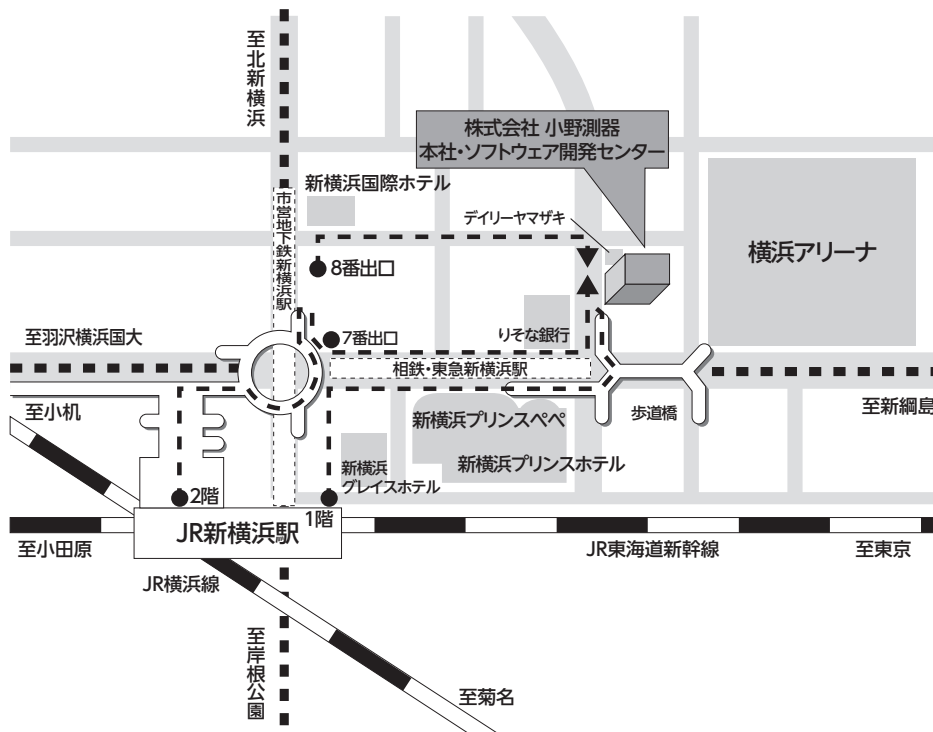 至北新横浜
株式会社 小野測器
本社・ソフトウェア開発センター
新横浜国際ホテル
市営地下鉄新横浜駅
デイリーヤマザキ
横浜アリーナ
8番出口
7番出口
りそな銀行
至羽沢横浜国大
相鉄・東急新横浜駅
至小机
新横浜プリンスペペ
歩道橋
至新綱島
新横浜
グレイスホテル
新横浜プリンスホテル
2階
1階
JR新横浜駅
至小田原
JR東海道新幹線
至東京
JR横浜線
至岸根公園
至菊名